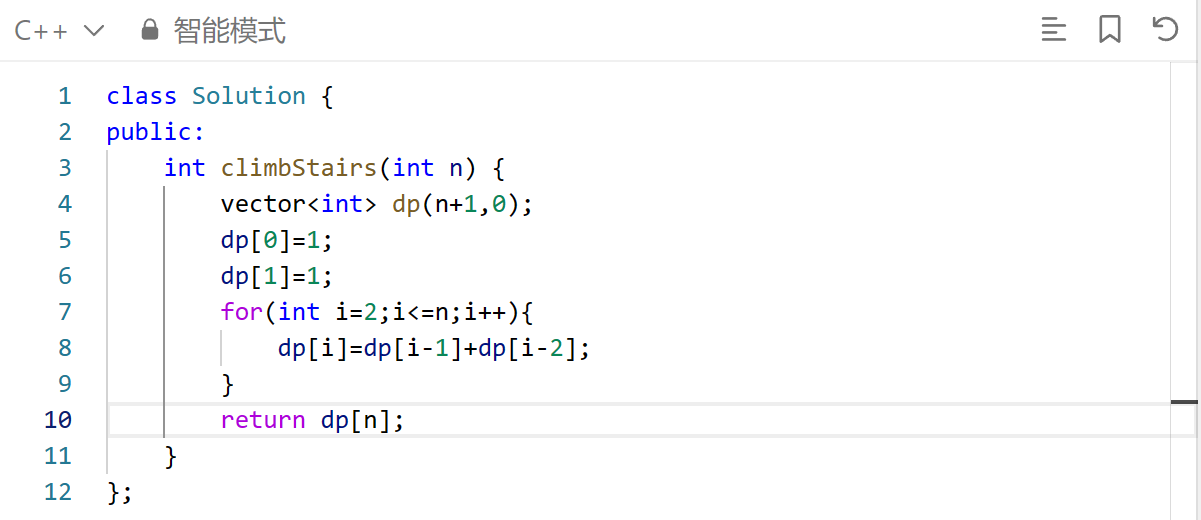 C++ 智能模式
1 class Solution {
2 public:
3     int climbStairs(int n) {
4         vector<int> dp(n+1,0);
5         dp[0]=1;
6         dp[1]=1;
7         for(int i=2;i<=n;i++){
8             dp[i]=dp[i-1]+dp[i-2];
9         }
10         return dp[n];
11     }
12 };